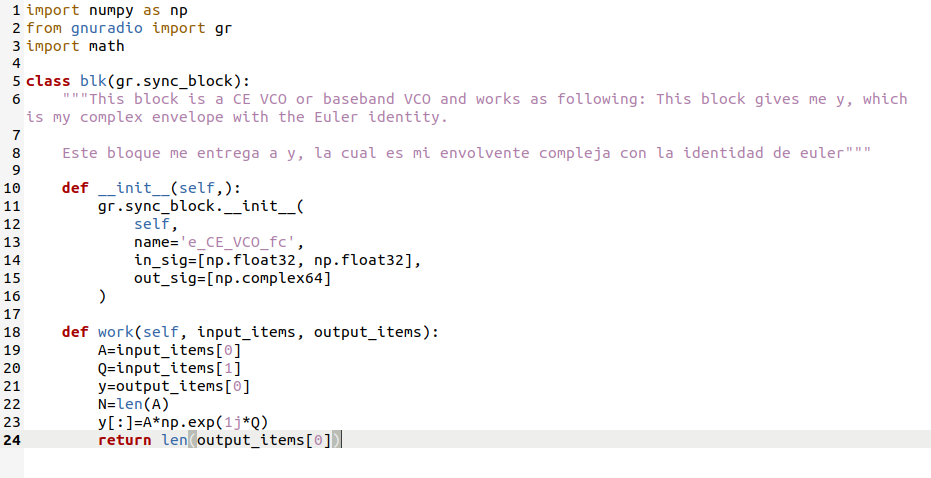 1 import numpy as np
2 from gnuradio import gr
3 import math
4
5 class blk(gr.sync_block):
6     """This block is a CE VCO or baseband VCO and works as following: This block gives me y, which
is my complex envelope with the Euler identity.
7
8     Este bloque me entrega a y, la cual es mi envolvente compleja con la identidad de euler"""
9
10     def __init__(self,):
11         gr.sync_block.__init__(
12             self,
13             name='e_CE_VCO_fc',
14             in_sig=[np.float32, np.float32],
15             out_sig=[np.complex64]
16         )
17
18     def work(self, input_items, output_items):
19         A=input_items[0]
20         Q=input_items[1]
21         y=output_items[0]
22         N=len(A)
23         y[:]=A*np.exp(1j*Q)
24         return len(output_items[0])